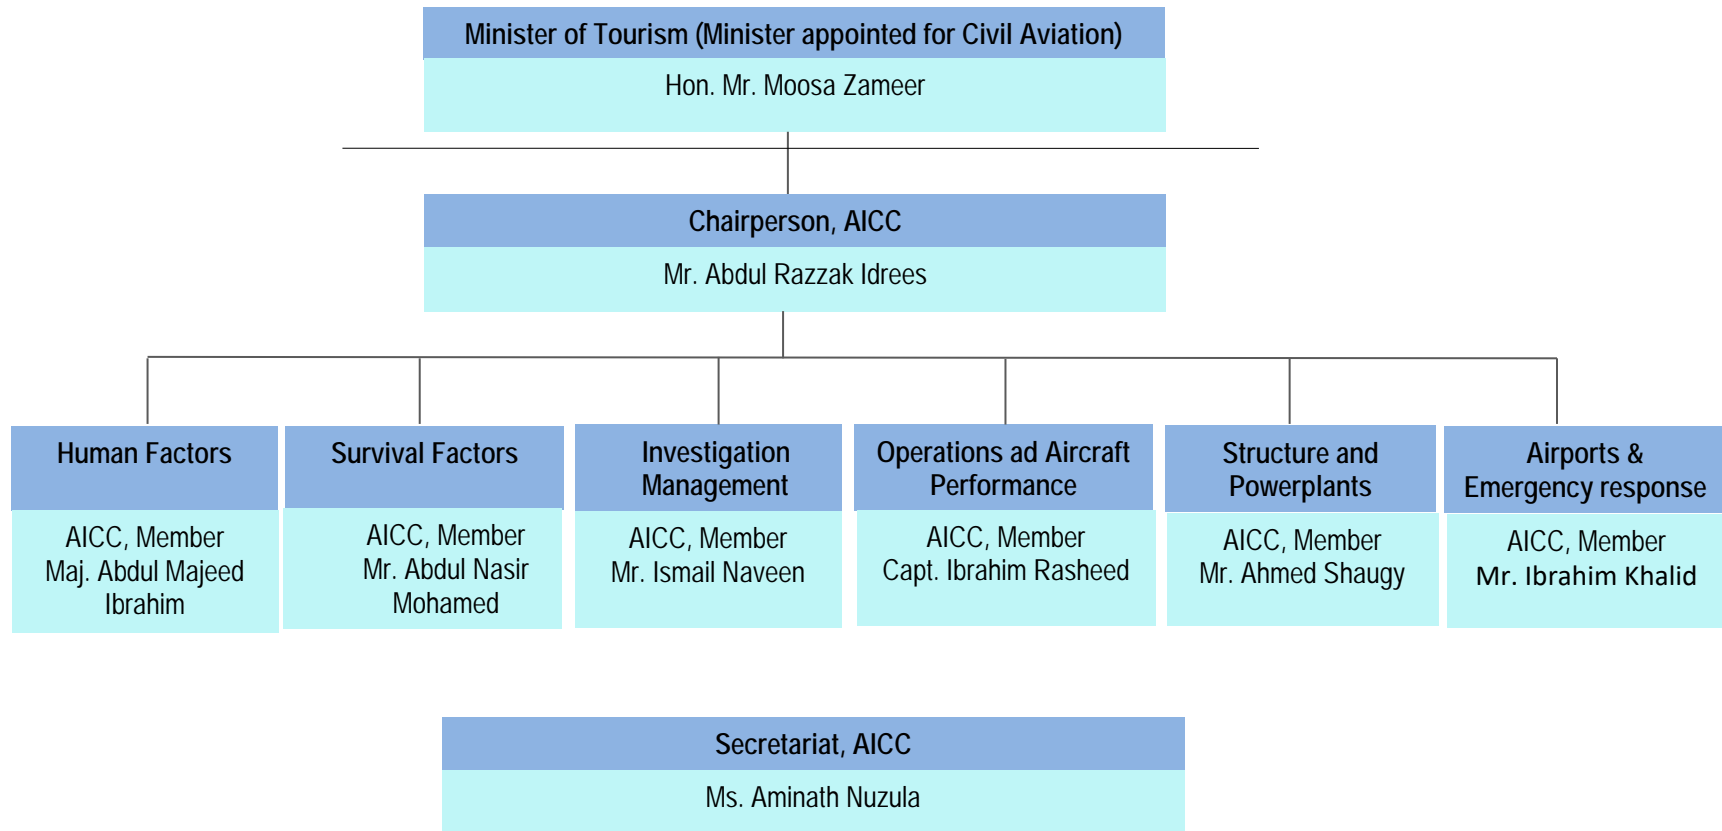 Minister of Tourism (Minister appointed for Civil Aviation)
Hon. Mr. Moosa Zameer
Chairperson, AICC
Mr. Abdul Razzak Idrees
Human Factors
AICC, Member
Maj. Abdul Majeed
Ibrahim
Survival Factors
AICC, Member
Mr. Abdul Nasir
Mohamed
Investigation
Management
AICC, Member
Mr. Ismail Naveen
Operations ad Aircraft
Performance
AICC, Member
Capt. Ibrahim Rasheed
Structure and
Powerplants
AICC, Member
Mr. Ahmed Shaugy
Airports &
Emergency response
AICC, Member
Mr. Ibrahim Khalid
Secretariat, AICC
Ms. Aminath Nuzula